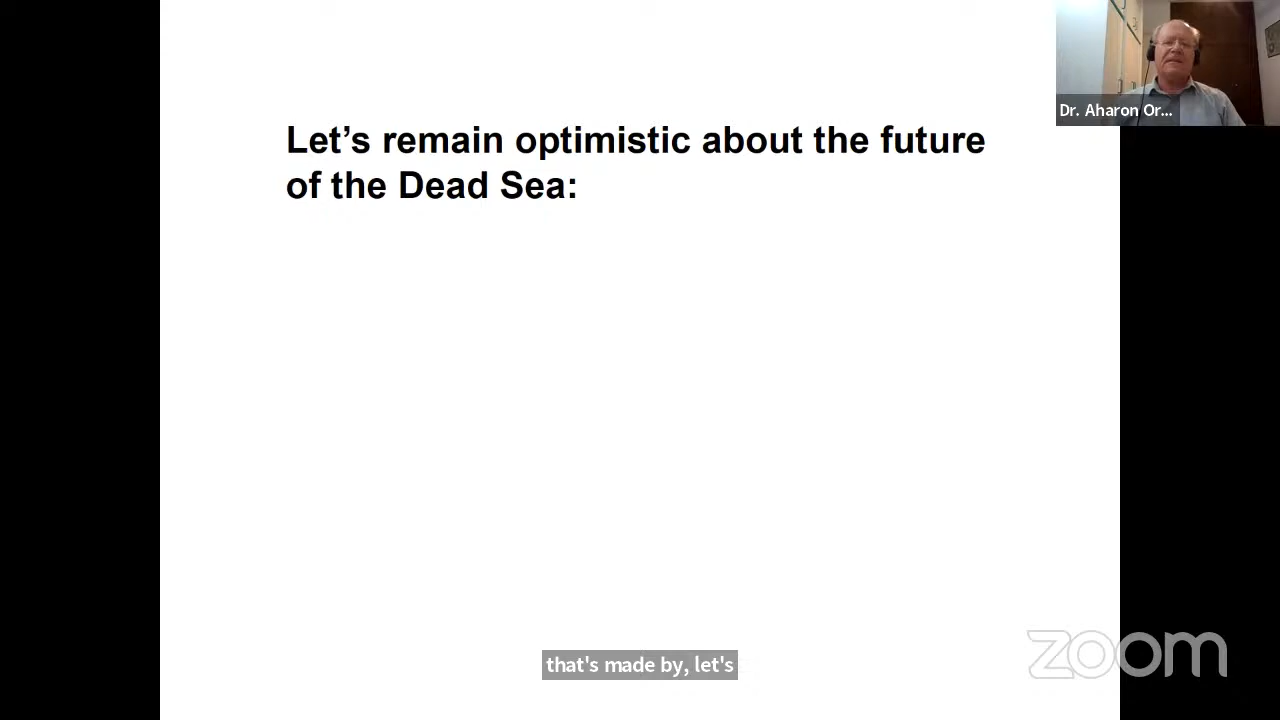 Dr. Aharon Or...
Let’s remain optimistic about the future
of the Dead Sea:
that's made by, let's
zoom